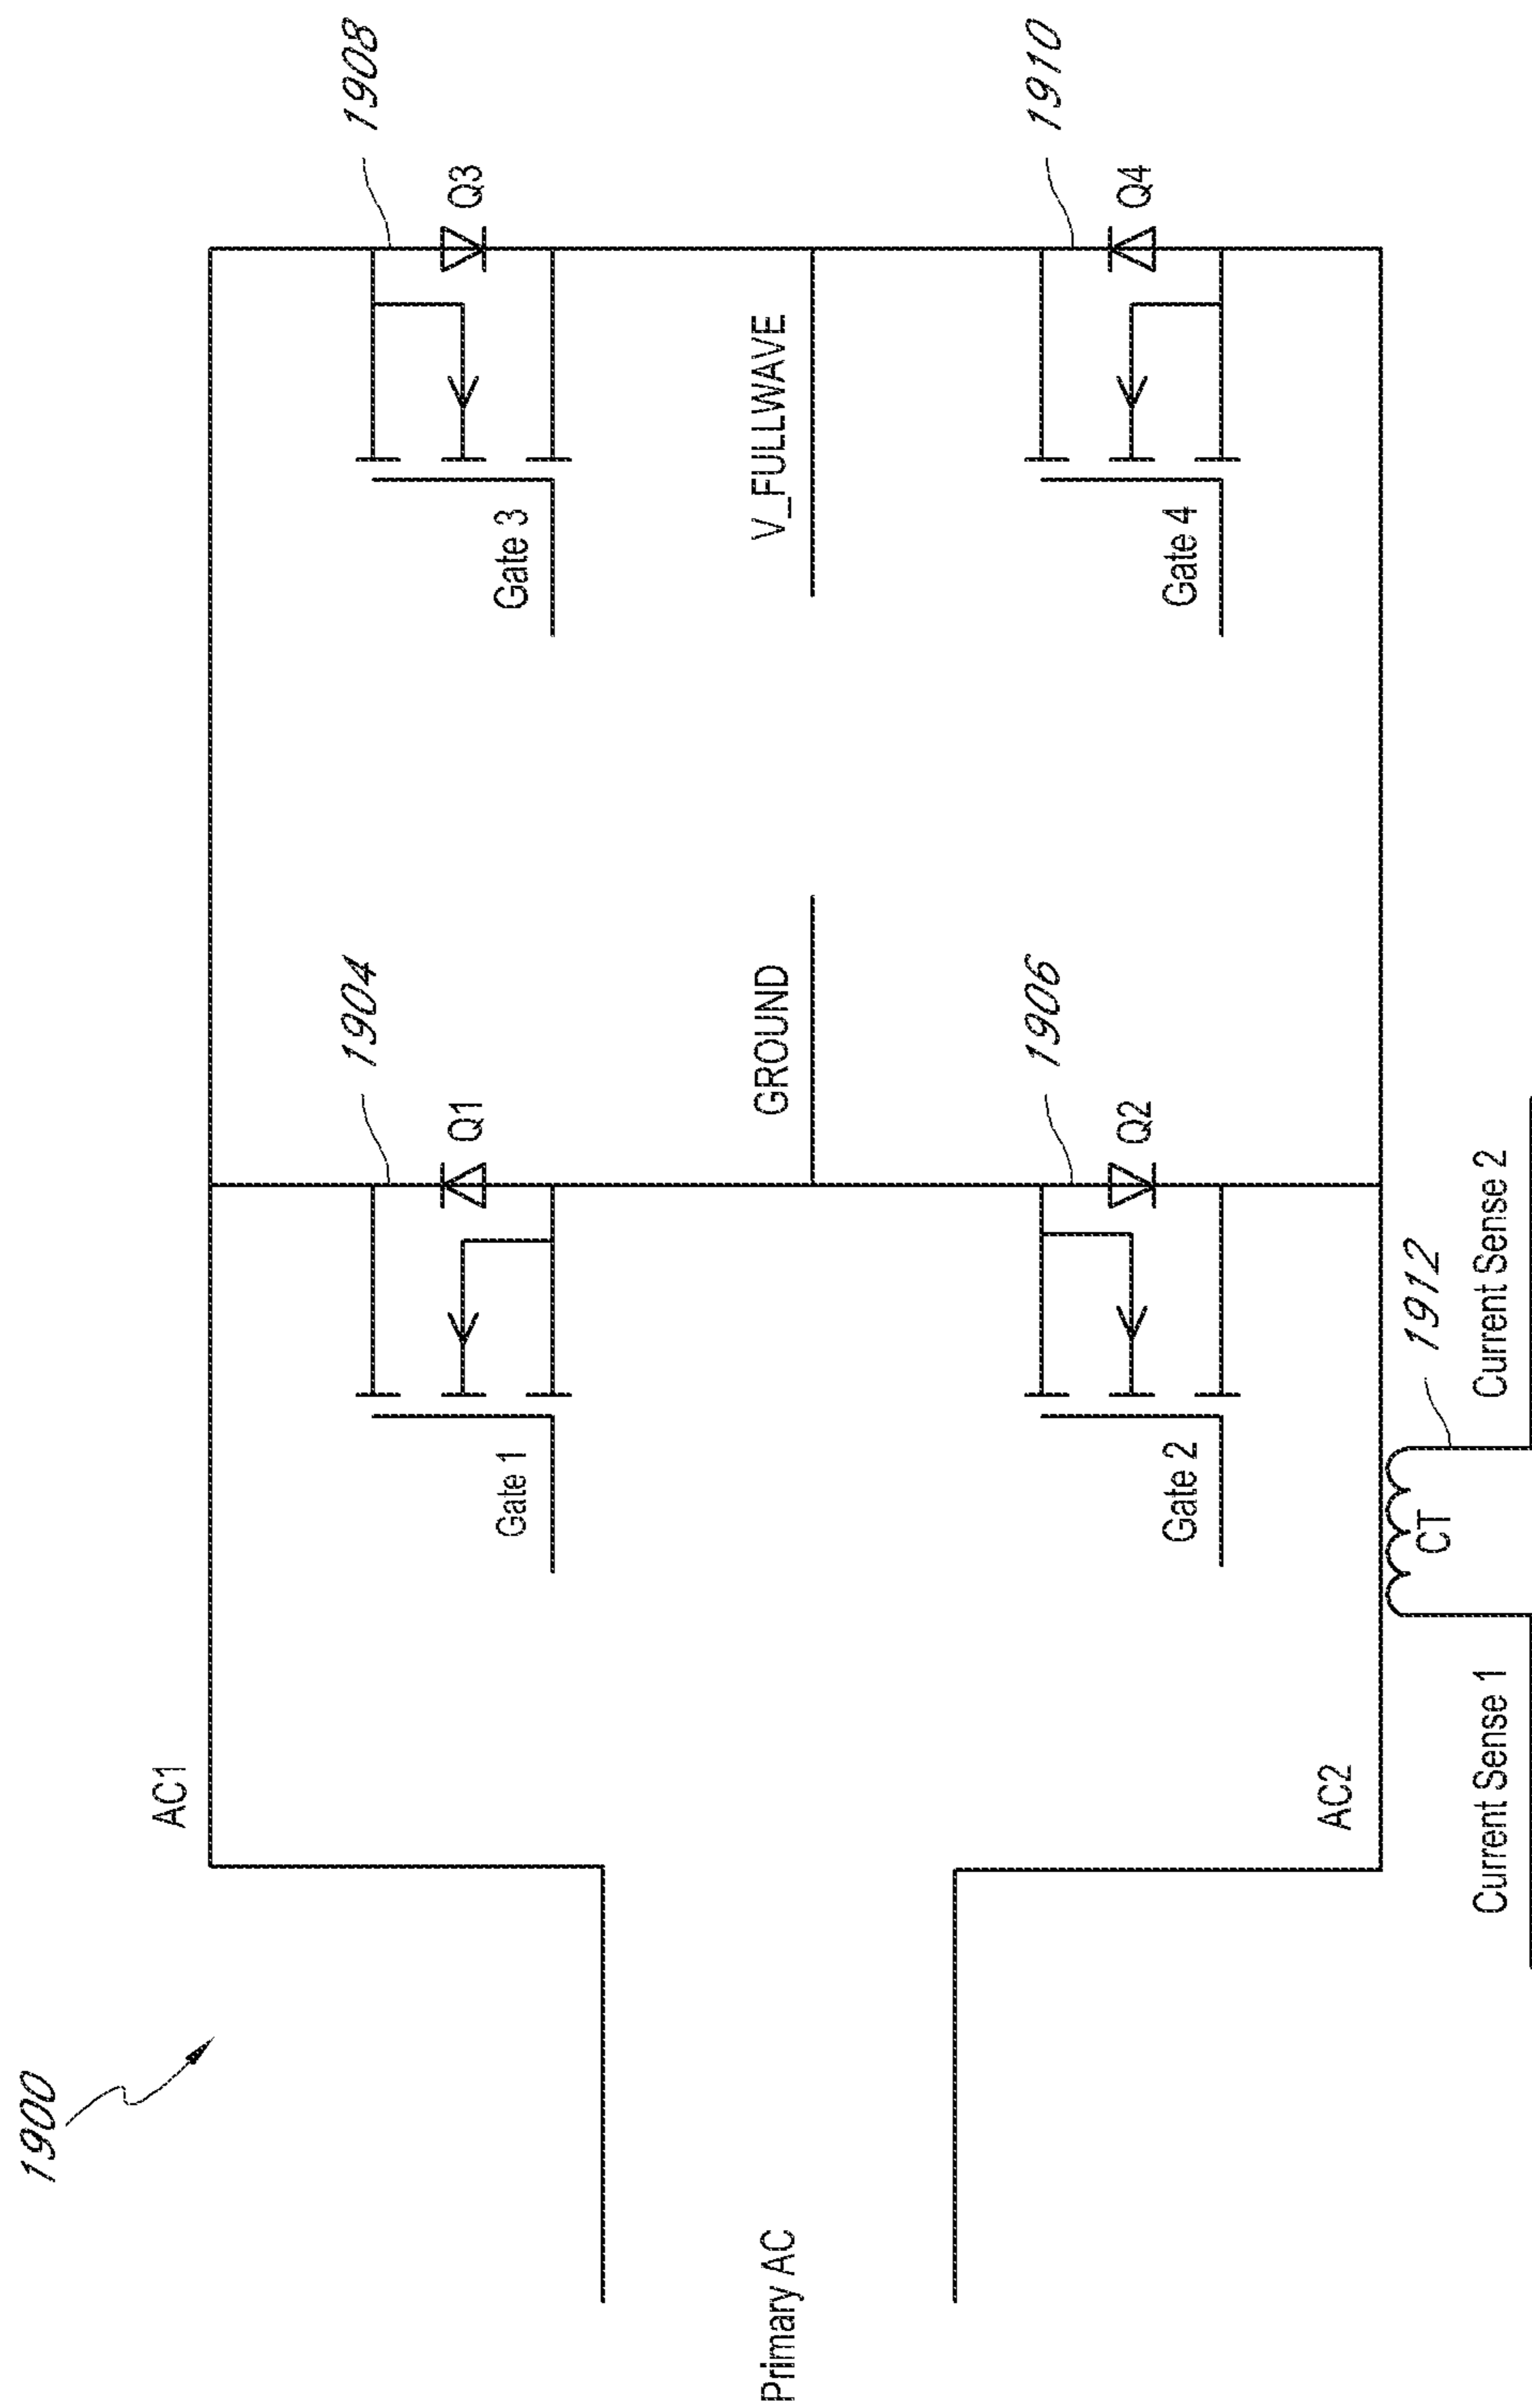 1900
AC1
1904
1908
Q1
Q3
Gate 1
Gate 3
Primary AC
GROUND
V_FULLWAVE
1906
1910
Q2
Q4
Gate 2
Gate 4
AC2
CT
1912
Current Sense 1
Current Sense 2